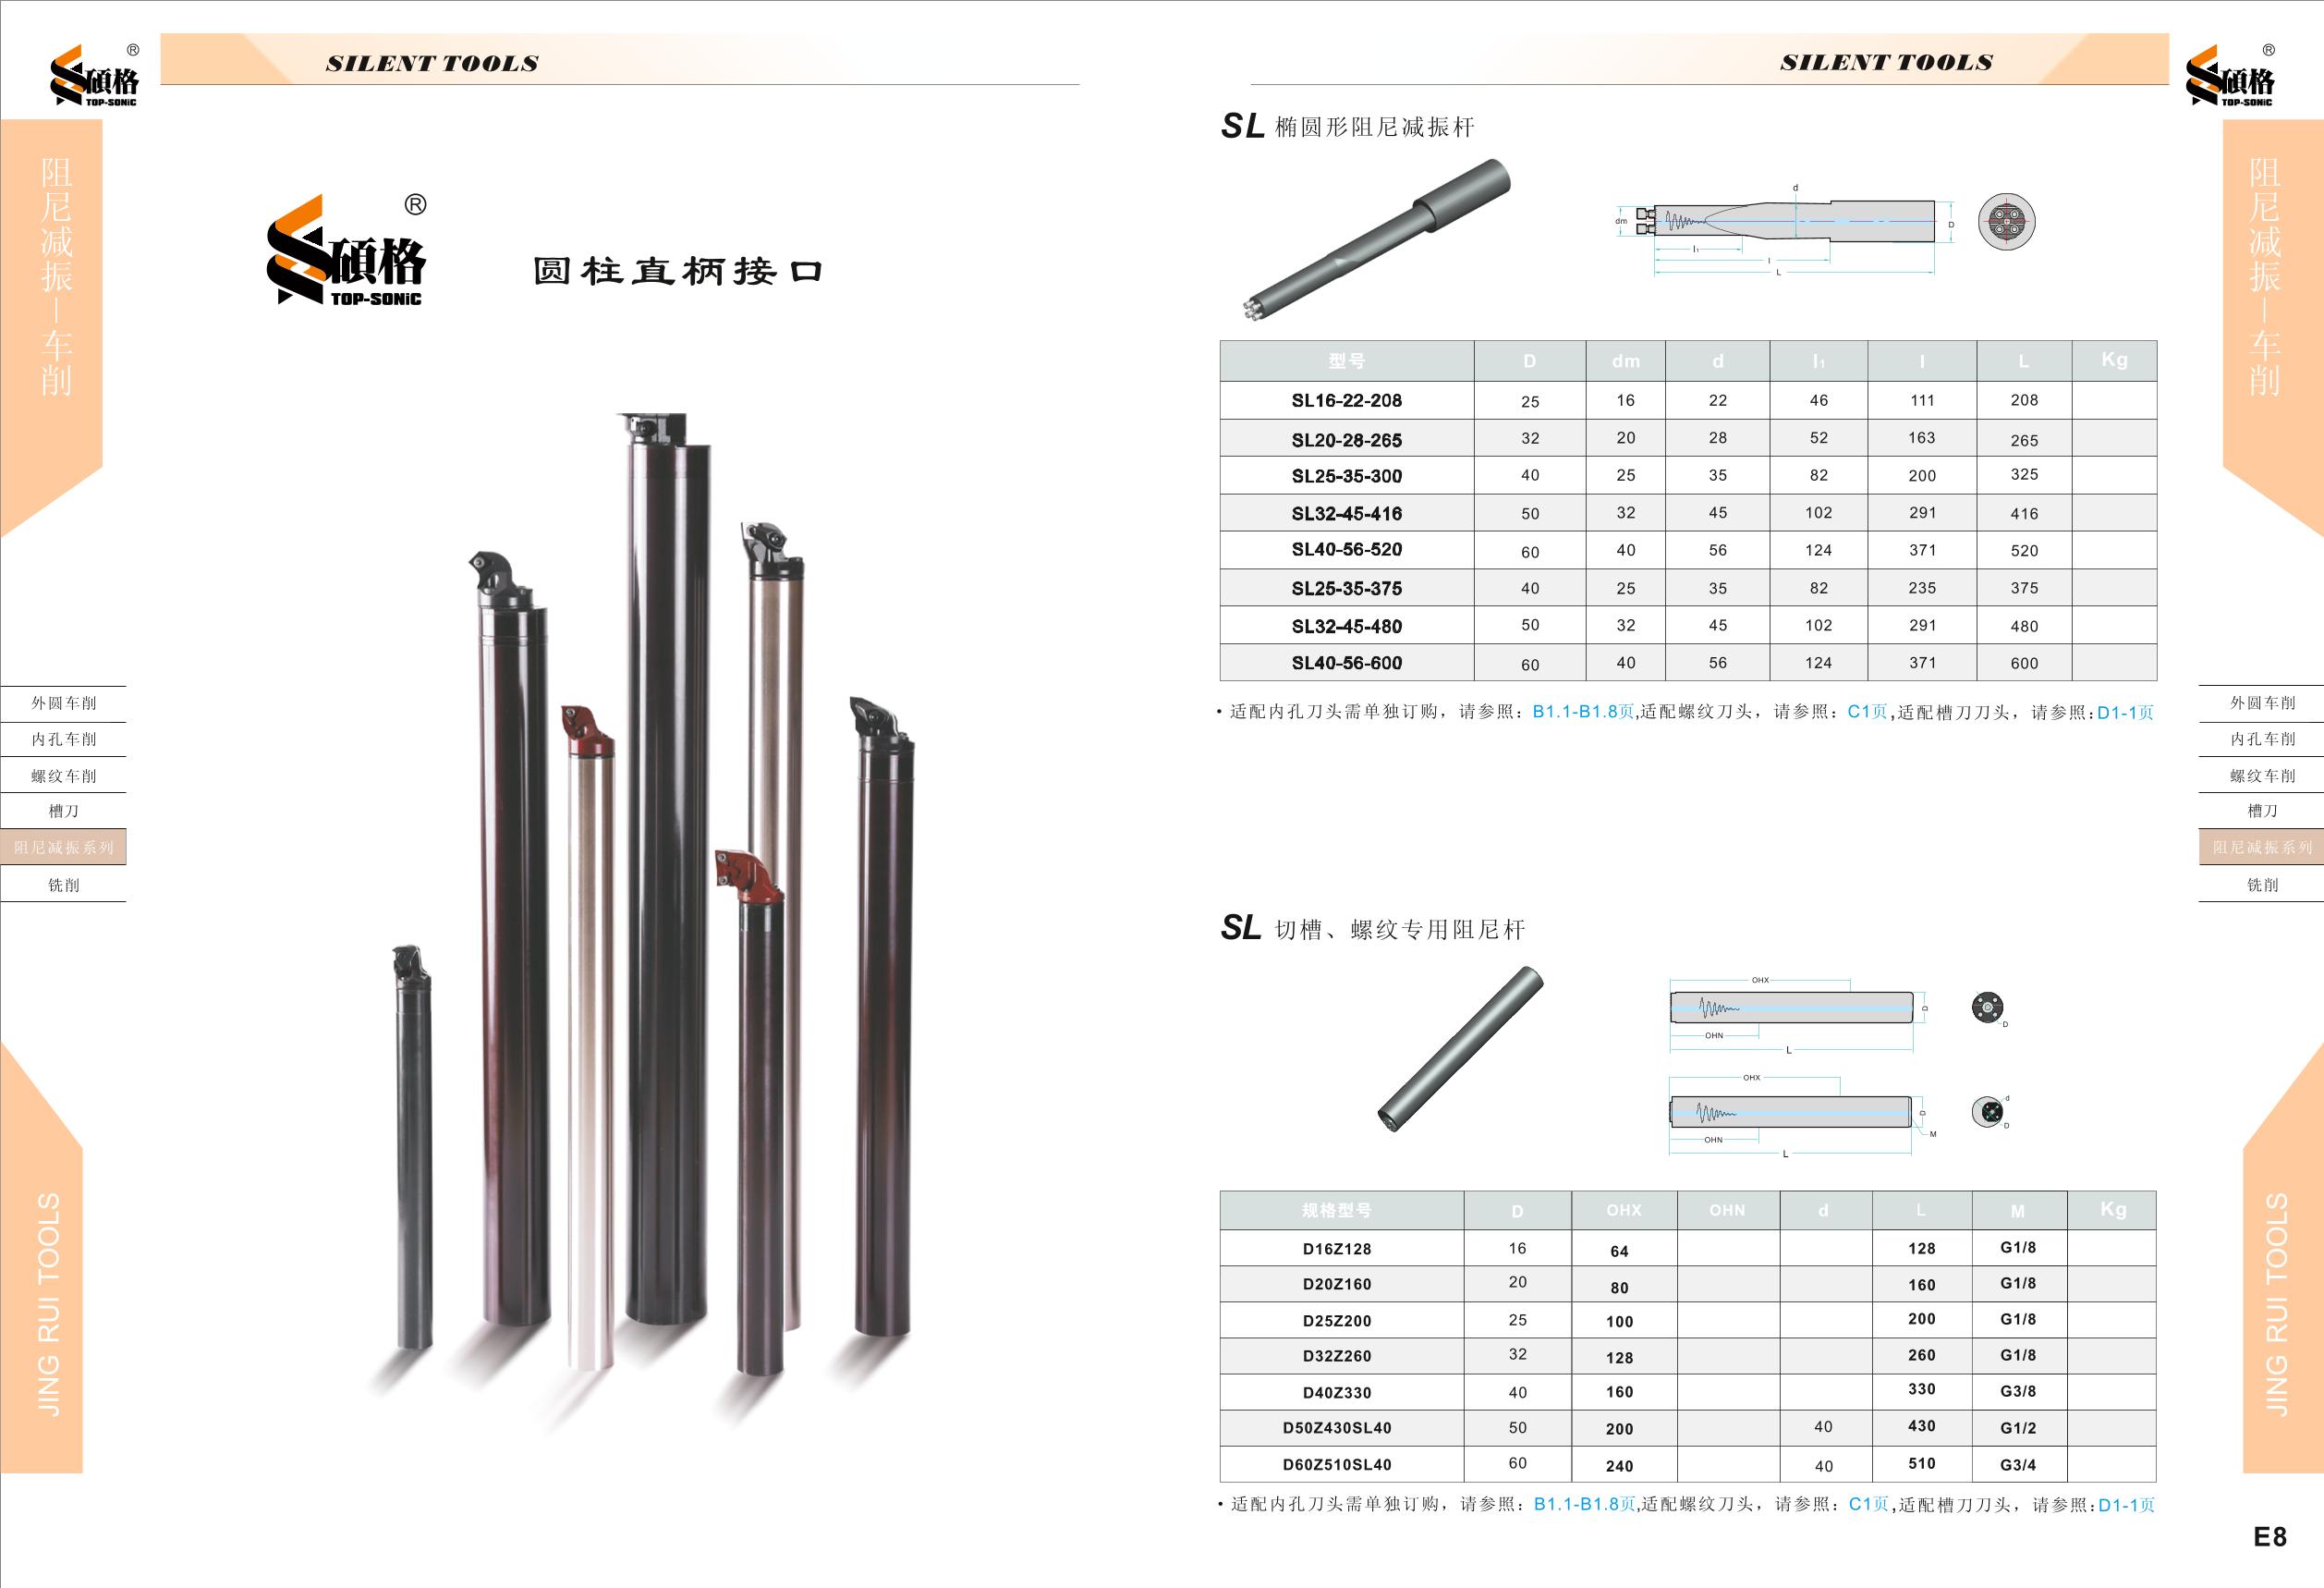 SILENT TOOLS
®
碩格
TOP-SONiC
阻尼减振—车削
®
碩格
TOP-SONiC
圆柱直柄接口
外圆车削
内孔车削
螺纹车削
槽刀
阻尼减振系列
铣削
JING RUI TOOLS
SILENT TOOLS
®
碩格
TOP-SONiC
SL 椭圆形阻尼减振杆
d
dm
D
l1
l
L
型号 D dm d l1 l L Kg
SL16-22-208 25 16 22 46 111 208
SL20-28-265 32 20 28 52 163 265
SL25-35-300 40 25 35 82 200 325
SL32-45-416 50 32 45 102 291 416
SL40-56-520 60 40 56 124 371 520
SL25-35-375 40 25 35 82 235 375
SL32-45-480 50 32 45 102 291 480
SL40-56-600 60 40 56 124 371 600
• 适配内孔刀头需单独订购，请参照：B1.1-B1.8页,适配螺纹刀头，请参照：C1页,适配槽刀刀头，请参照:D1-1页
SL 切槽、螺纹专用阻尼杆
OHX
D
D
OHN
L
OHX
d
D
D
OHN
M
L
规格型号 D OHX OHN d L M Kg
D16Z128 16 64 128 G1/8
D20Z160 20 80 160 G1/8
D25Z200 25 100 200 G1/8
D32Z260 32 128 260 G1/8
D40Z330 40 160 330 G3/8
D50Z430SL40 50 200 40 430 G1/2
D60Z510SL40 60 240 40 510 G3/4
• 适配内孔刀头需单独订购，请参照：B1.1-B1.8页,适配螺纹刀头，请参照：C1页,适配槽刀刀头，请参照:D1-1页
阻尼减振—车削
外圆车削
内孔车削
螺纹车削
槽刀
阻尼减振系列
铣削
JING RUI TOOLS
E8